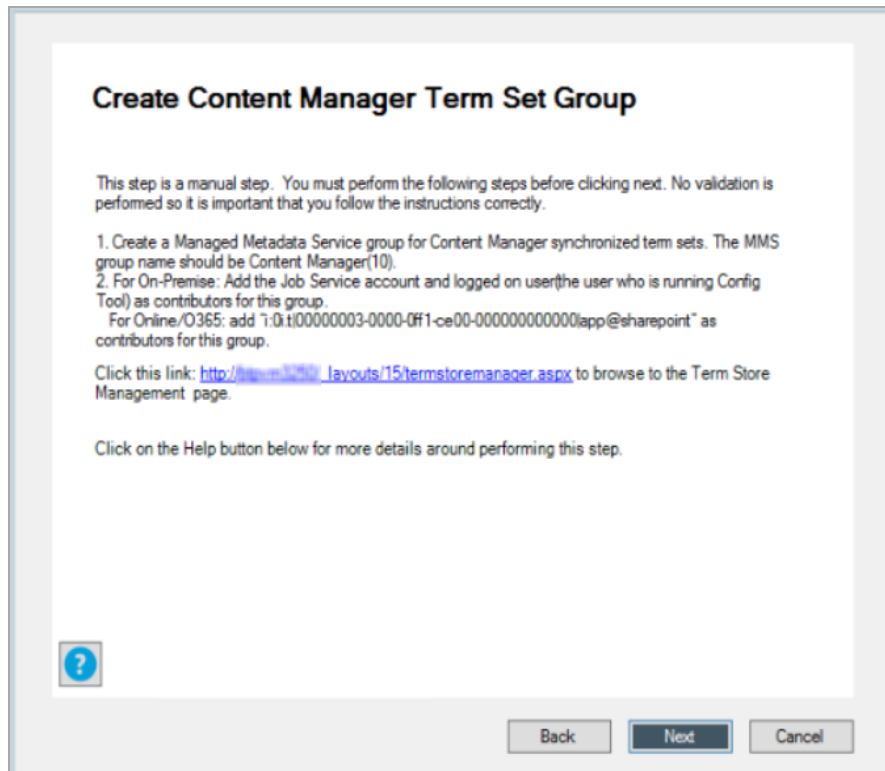 Create Content Manager Term Set Group
This step is a manual step. You must perform the following steps before clicking next. No validation is
performed so it is important that you follow the instructions correctly.
1. Create a Managed Metadata Service group for Content Manager synchronized term sets. The MMS
group name should be Content Manager(10).
2. For On-Premise: Add the Job Service account and logged on user(the user who is running Config
Tool) as contributors for this group.
For Online/O365: add "i:0i.t|00000003-0000-0ff1-ce00-000000000000|app@sharepoint" as
contributors for this group.
Click this link: http:// _layouts/15/termstoremanager.aspx to browse to the Term Store
Management page.
Click on the Help button below for more details around performing this step.
?
Back Next Cancel